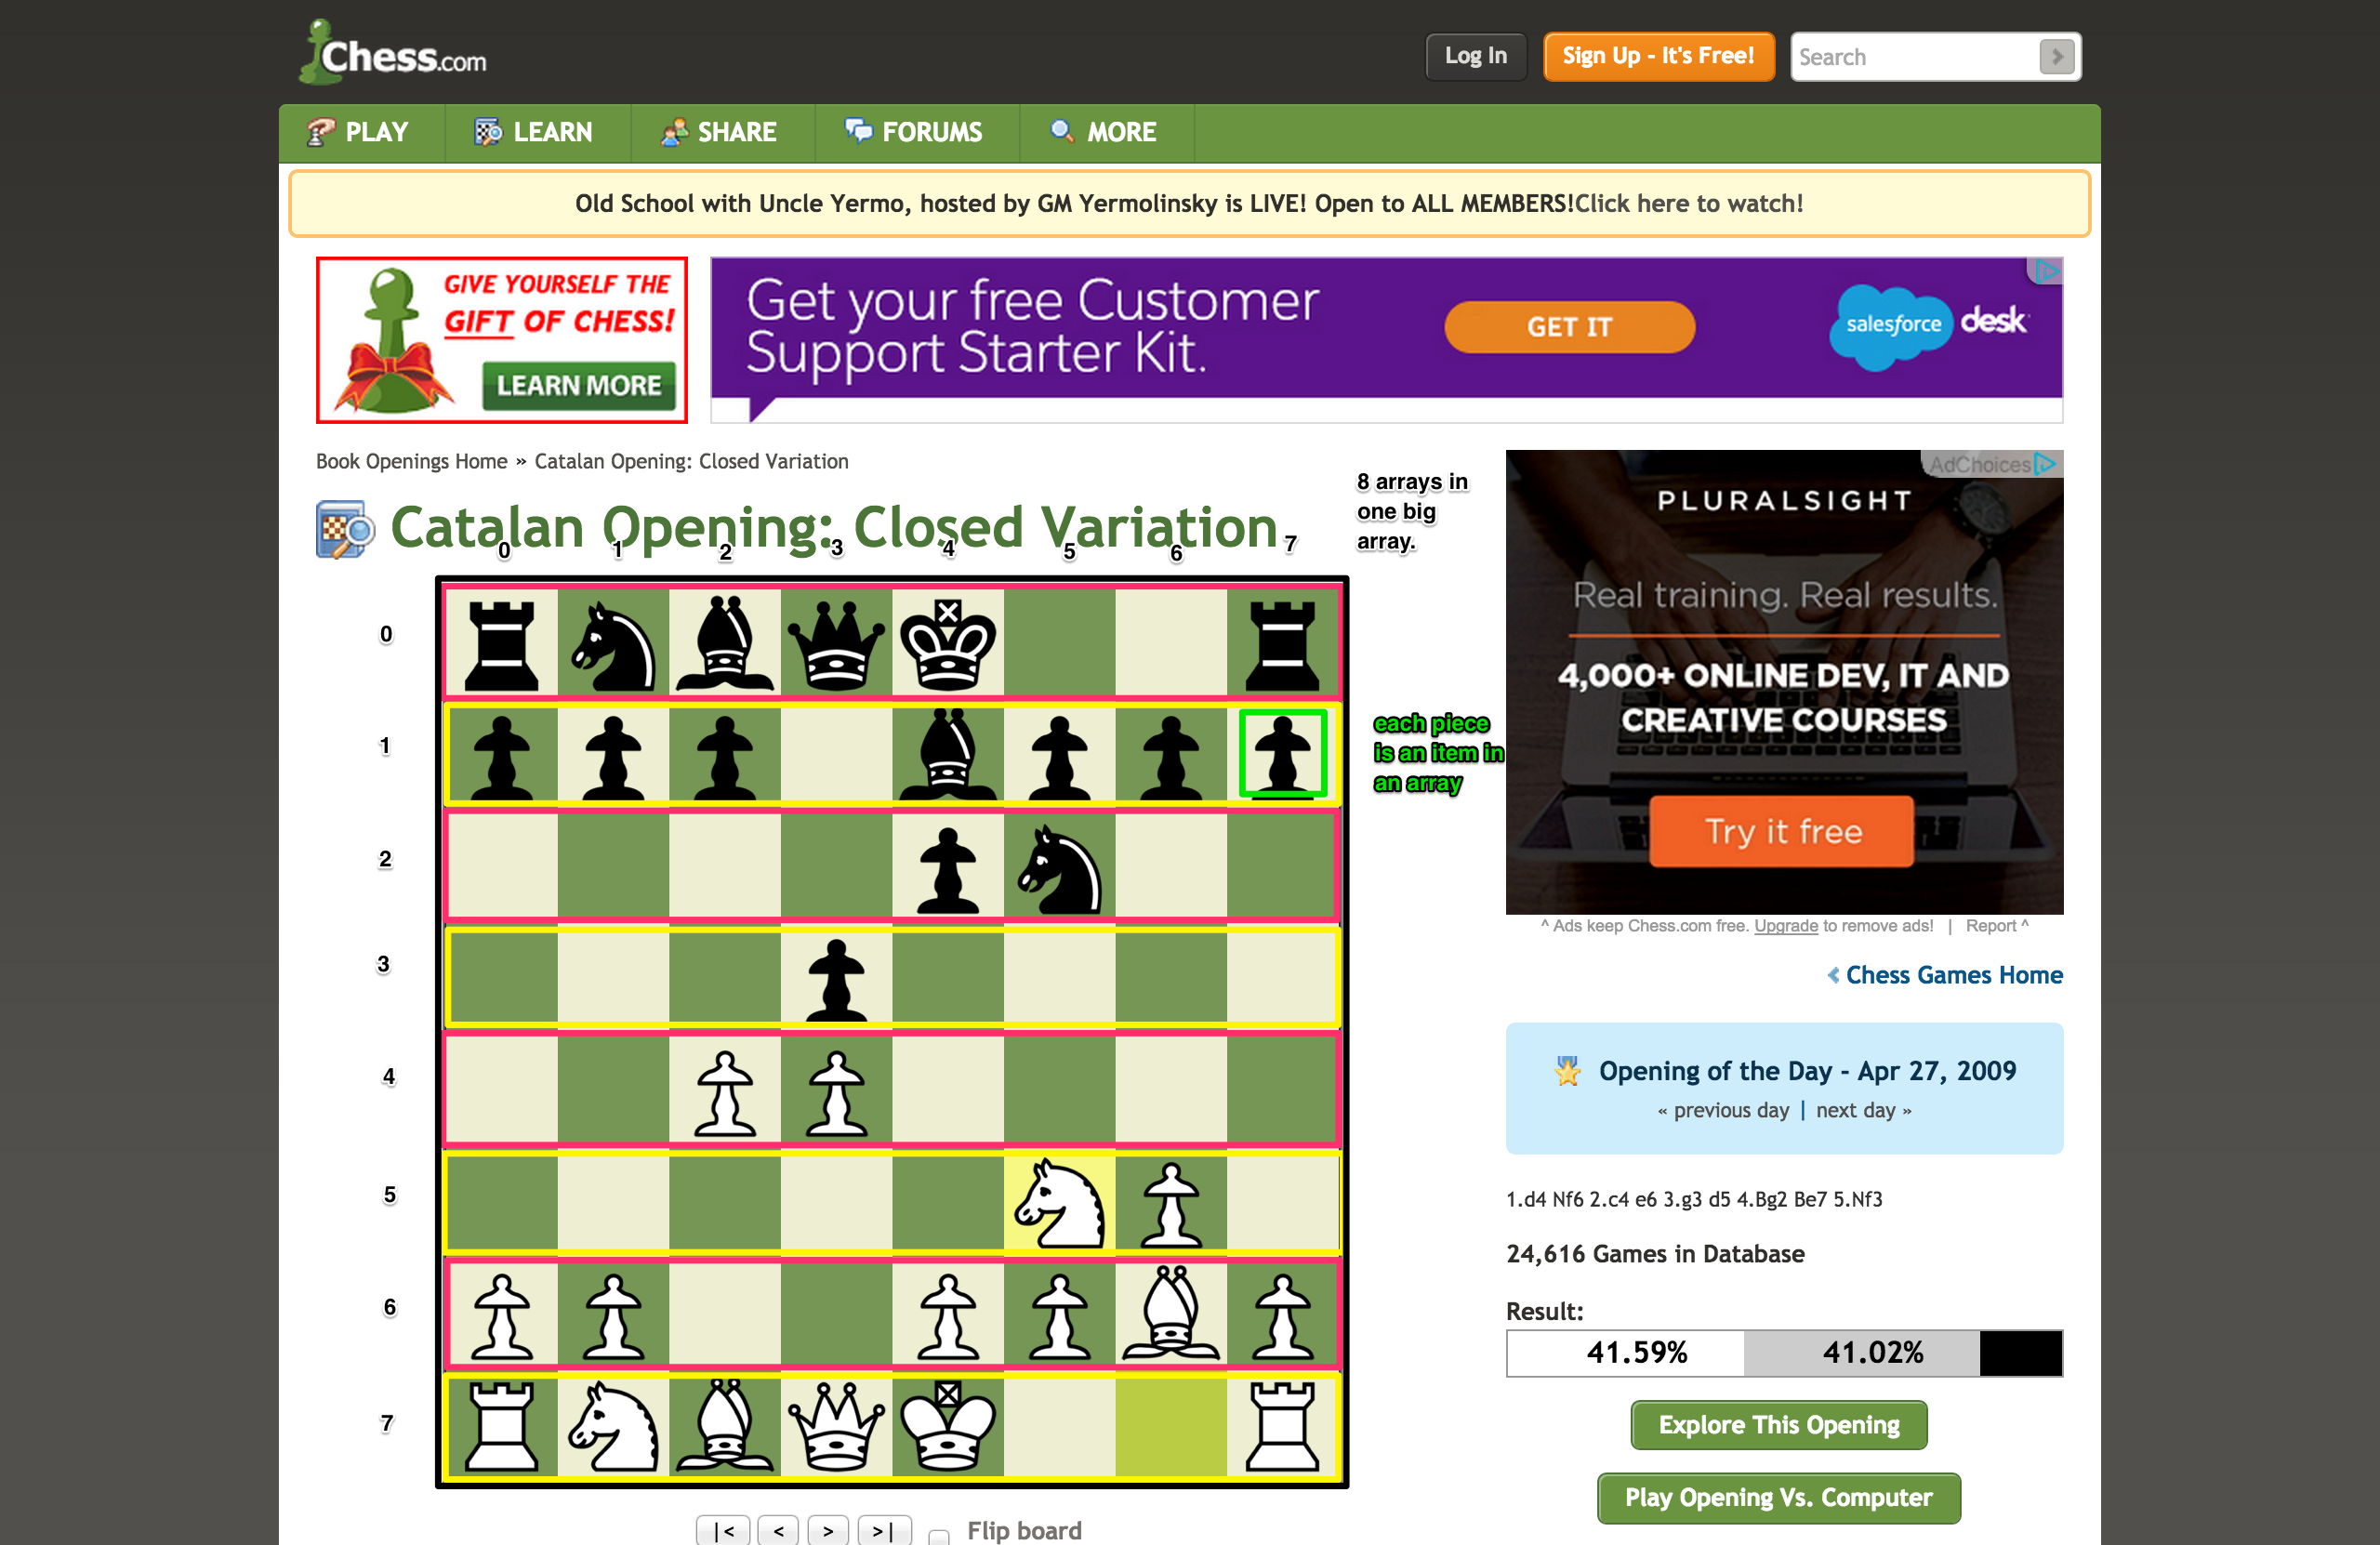 Chess.com
Log In
Sign Up - It's Free!
Search
PLAY
LEARN
SHARE
FORUMS
MORE
Old School with Uncle Yermo, hosted by GM Yermolinsky is LIVE! Open to ALL MEMBERS!Click here to watch!
GIVE YOURSELF THE
GIFT OF CHESS!
LEARN MORE
Get your free Customer
Support Starter Kit.
GET IT
salesforce desk
Book Openings Home » Catalan Opening: Closed Variation
Catalan Opening: Closed Variation
8 arrays in
one big
array.
0 1 2 3 4 5 6 7
0
1
2
3
4
5
6
7
each piece
is an item in
an array
|< < > >| Flip board
AdChoices
PLURALSIGHT
Real training. Real results.
4,000+ ONLINE DEV, IT AND
CREATIVE COURSES
Try it free
^ Ads keep Chess.com free. Upgrade to remove ads! | Report ^
Chess Games Home
Opening of the Day - Apr 27, 2009
« previous day | next day »
1.d4 Nf6 2.c4 e6 3.g3 d5 4.Bg2 Be7 5.Nf3
24,616 Games in Database
Result:
41.59% 41.02%
Explore This Opening
Play Opening Vs. Computer